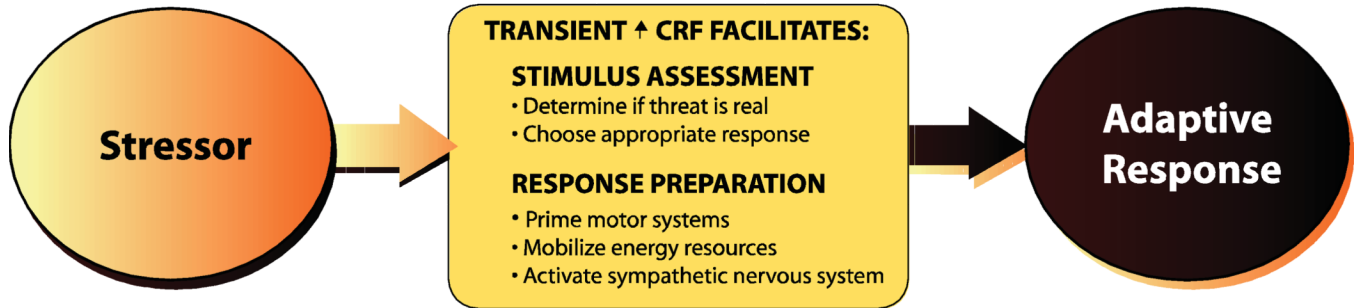 Stressor
TRANSIENT ↑ CRF FACILITATES:
STIMULUS ASSESSMENT
• Determine if threat is real
• Choose appropriate response
RESPONSE PREPARATION
• Prime motor systems
• Mobilize energy resources
• Activate sympathetic nervous system
Adaptive
Response